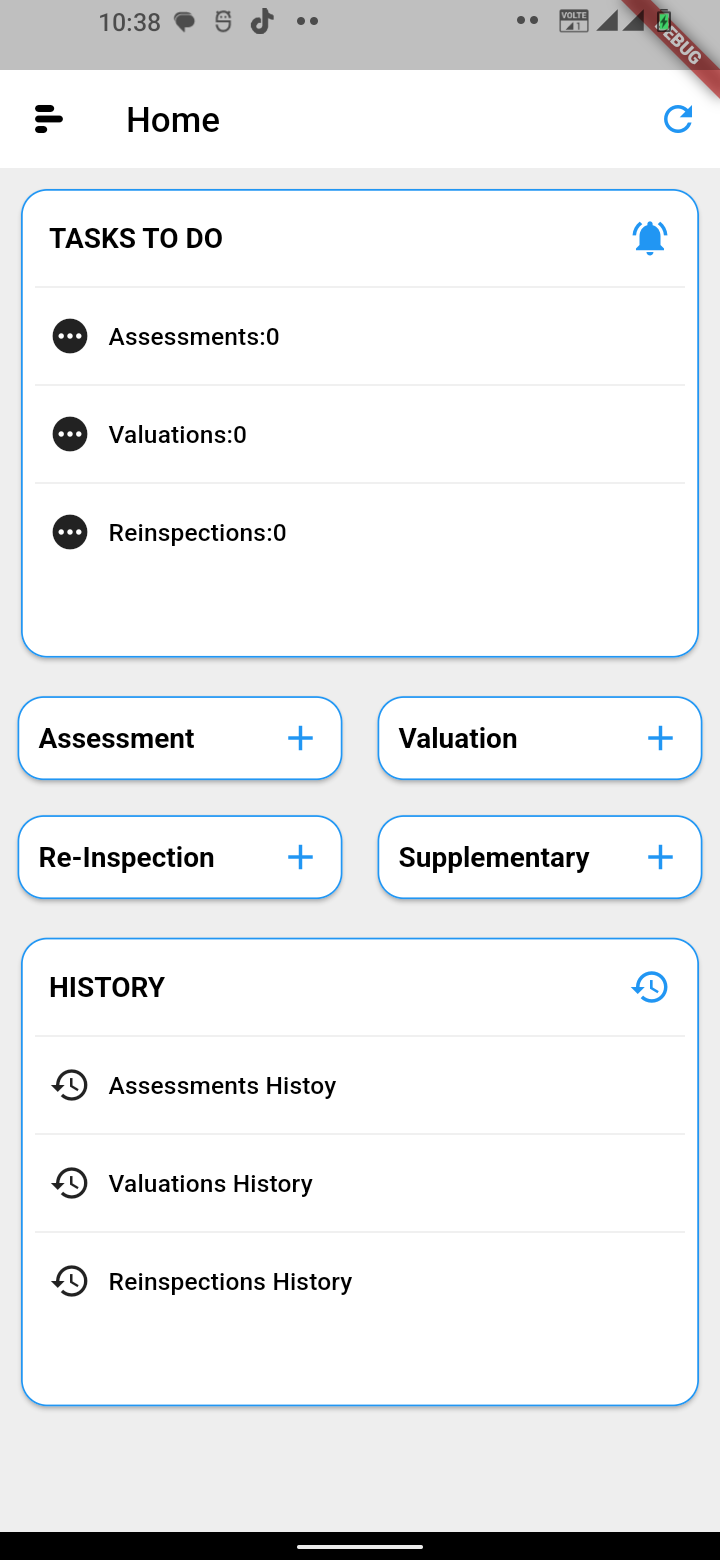 10:38
VOLTE
1
DEBUG
Home
TASKS TO DO
Assessments:0
Valuations:0
Reinspections:0
Assessment
Valuation
Re-Inspection
Supplementary
HISTORY
Assessments Histoy
Valuations History
Reinspections History